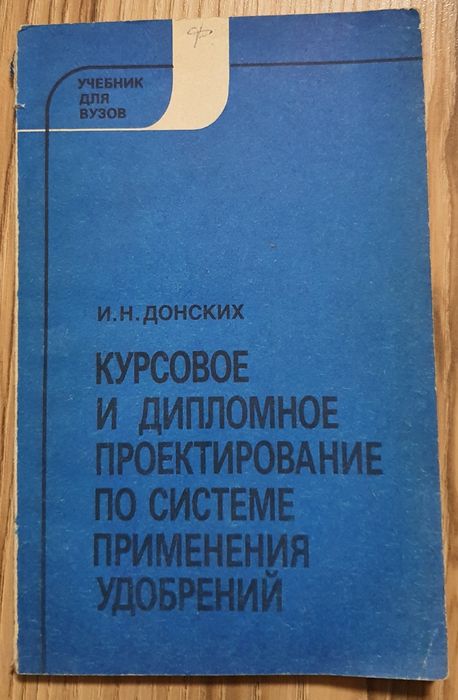 УЧЕБНИК
ДЛЯ
ВУЗОВ
И.Н.ДОНСКИХ
КУРСОВОЕ
И ДИПЛОМНОЕ
ПРОЕКТИРОВАНИЕ
ПО СИСТЕМЕ
ПРИМЕНЕНИЯ
УДОБРЕНИЙ